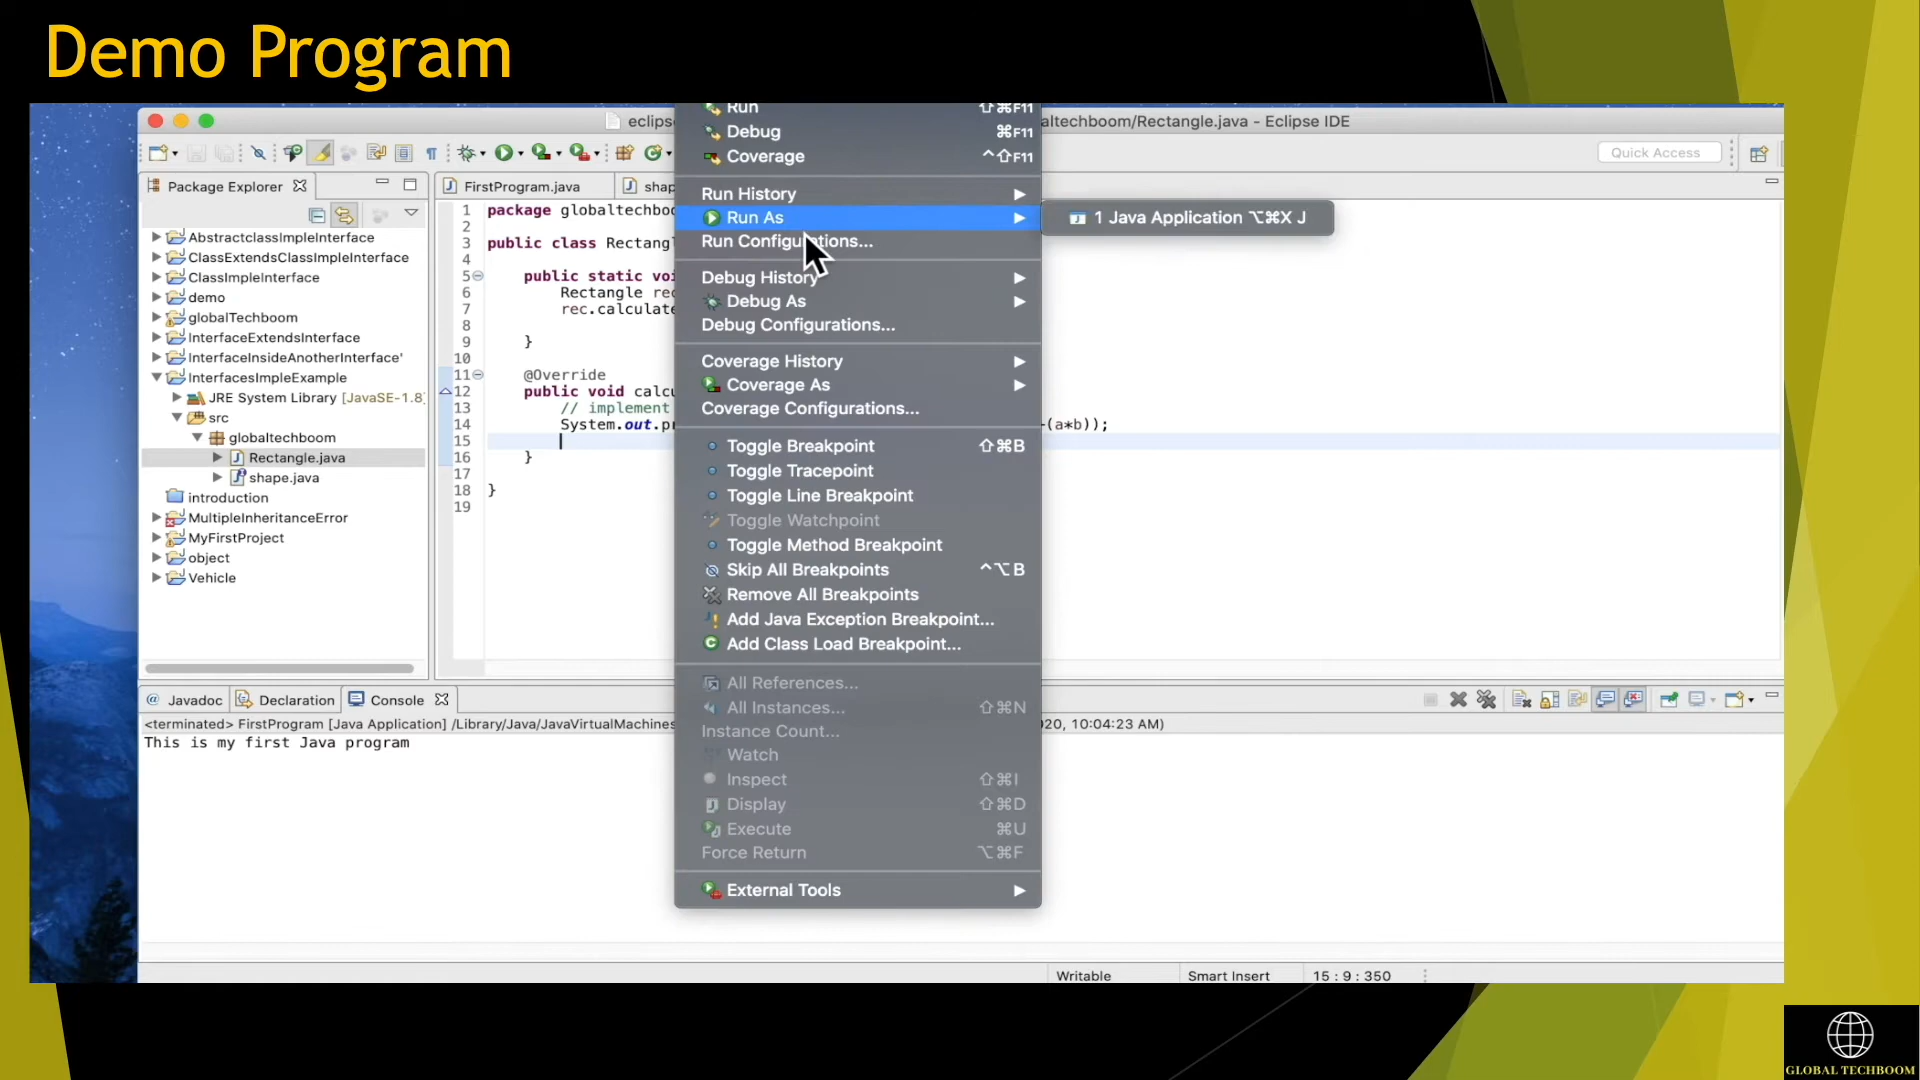 Demo Program
eclips
altechboom/Rectangle.java - Eclipse IDE
Quick Access
Package Explorer
FirstProgram.java
shap
AbstractclassImpleInterface
ClassExtendsClassImpleInterface
ClassImpleInterface
demo
globalTechboom
InterfaceExtendsInterface
InterfaceInsideAnotherInterface'
InterfacesImpleExample
JRE System Library [JavaSE-1.8]
src
globaltechboom
Rectangle.java
shape.java
introduction
MultipleInheritanceError
MyFirstProject
object
Vehicle
1 package globaltechboo
2
3 public class Rectangl
4
5 public static voi
6 Rectangle rec
7 rec.calculate
8
9 }
10
11 @Override
12 public void calcu
13 // implement
14 System.out.pr
-(a*b));
15
16 }
17
18 }
19
Run ⇧⌘F11
Debug ⌘F11
Coverage ^⇧F11
Run History
Run As
Run Configurations...
Debug History
Debug As
Debug Configurations...
Coverage History
Coverage As
Coverage Configurations...
Toggle Breakpoint ⇧⌘B
Toggle Tracepoint
Toggle Line Breakpoint
Toggle Watchpoint
Toggle Method Breakpoint
Skip All Breakpoints ^⌥B
Remove All Breakpoints
Add Java Exception Breakpoint...
Add Class Load Breakpoint...
All References...
All Instances... ⇧⌘N
Instance Count...
Watch
Inspect ⇧⌘I
Display ⇧⌘D
Execute ⌘U
Force Return ⌥⌘F
External Tools
1 Java Application ⌥⌘X J
@ Javadoc
Declaration
Console
<terminated> FirstProgram [Java Application] /Library/Java/JavaVirtualMachines
20, 10:04:23 AM)
This is my first Java program
Writable
Smart Insert
15 : 9 : 350
GLOBAL TECHBOOM